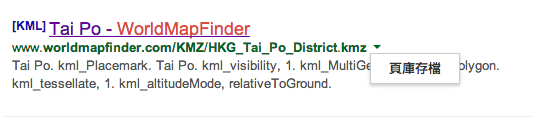 [KML] Tai Po - WorldMapFinder
www.worldmapfinder.com/KMZ/HKG_Tai_Po_District.kmz
頁庫存檔
Tai Po. kml_Placemark. Tai Po. kml_visibility, 1. kml_MultiGe olygon.
kml_tessellate, 1. kml_altitudeMode, relativeToGround.